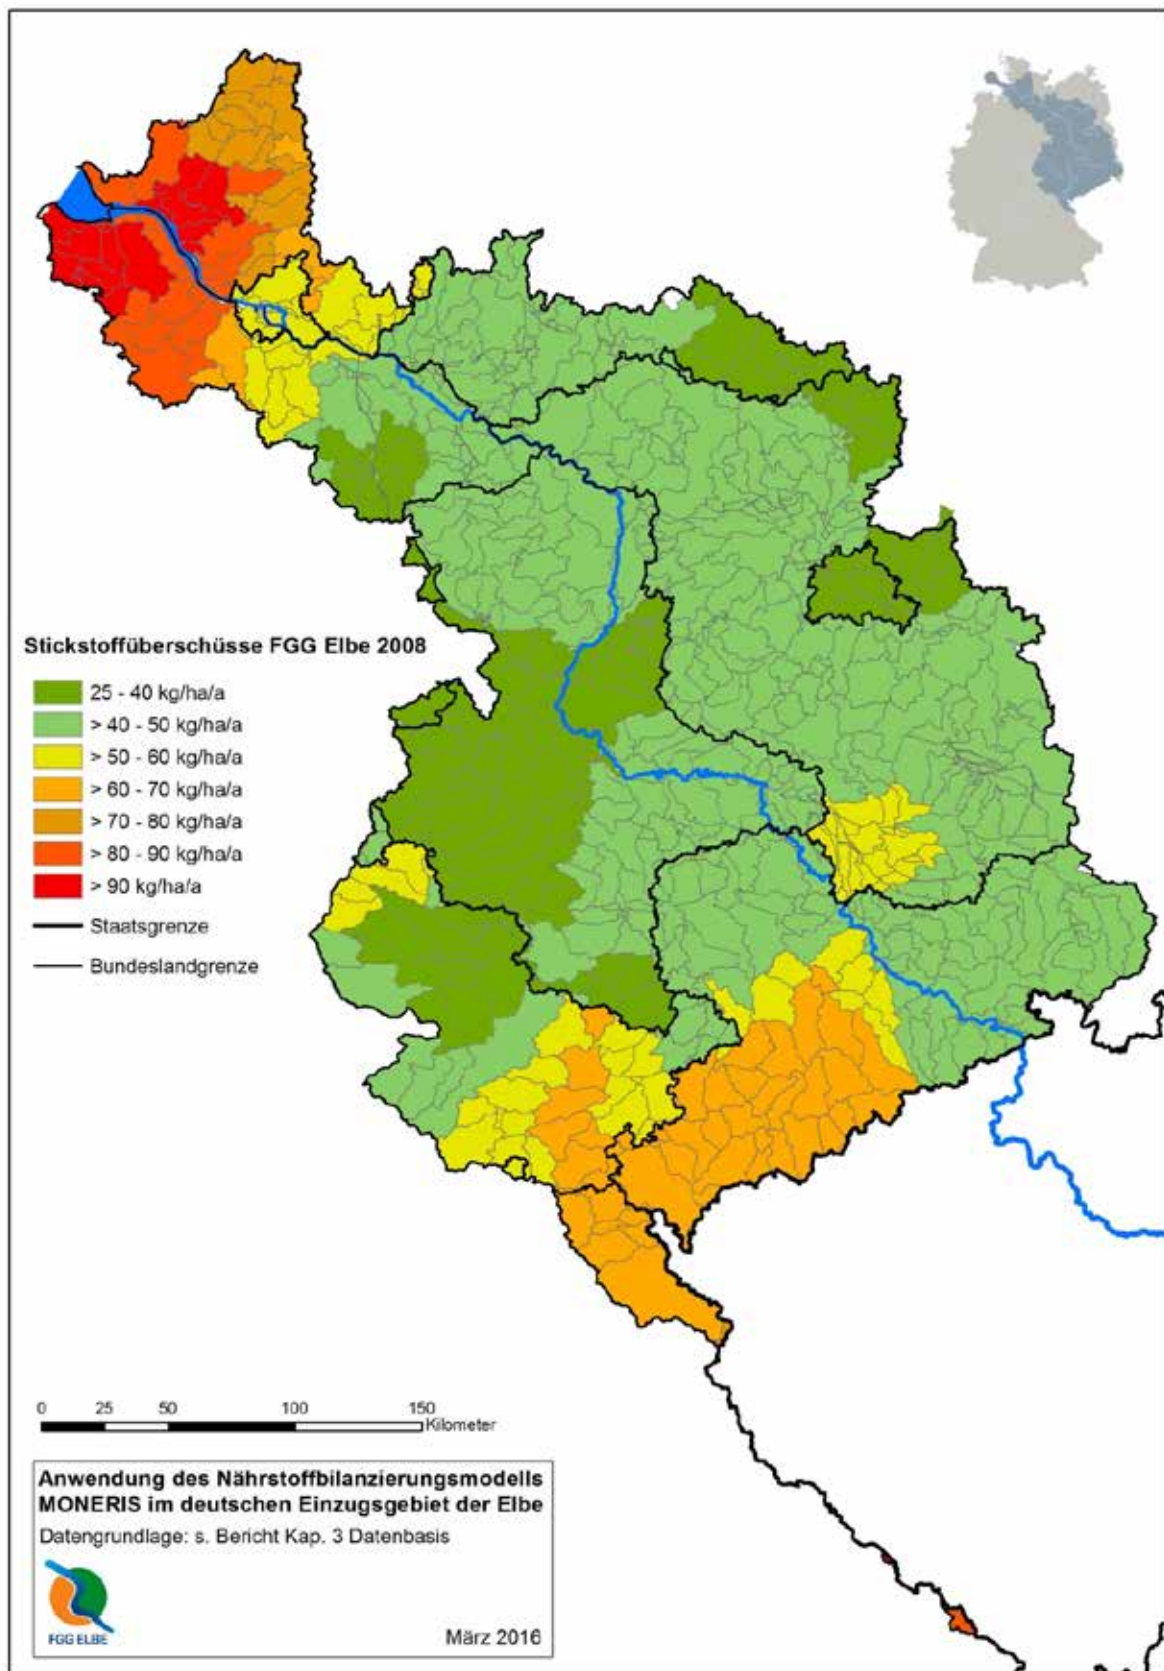 Stickstoffüberschüsse FGG Elbe 2008
25 - 40 kg/ha/a
> 40 - 50 kg/ha/a
> 50 - 60 kg/ha/a
> 60 - 70 kg/ha/a
> 70 - 80 kg/ha/a
> 80 - 90 kg/ha/a
> 90 kg/ha/a
Staatsgrenze
Bundeslandgrenze
0 25 50 100 150
Kilometer
Anwendung des Nährstoffbilanzierungsmodells
MONERIS im deutschen Einzugsgebiet der Elbe
Datengrundlage: s. Bericht Kap. 3 Datenbasis
FGG ELBE
März 2016